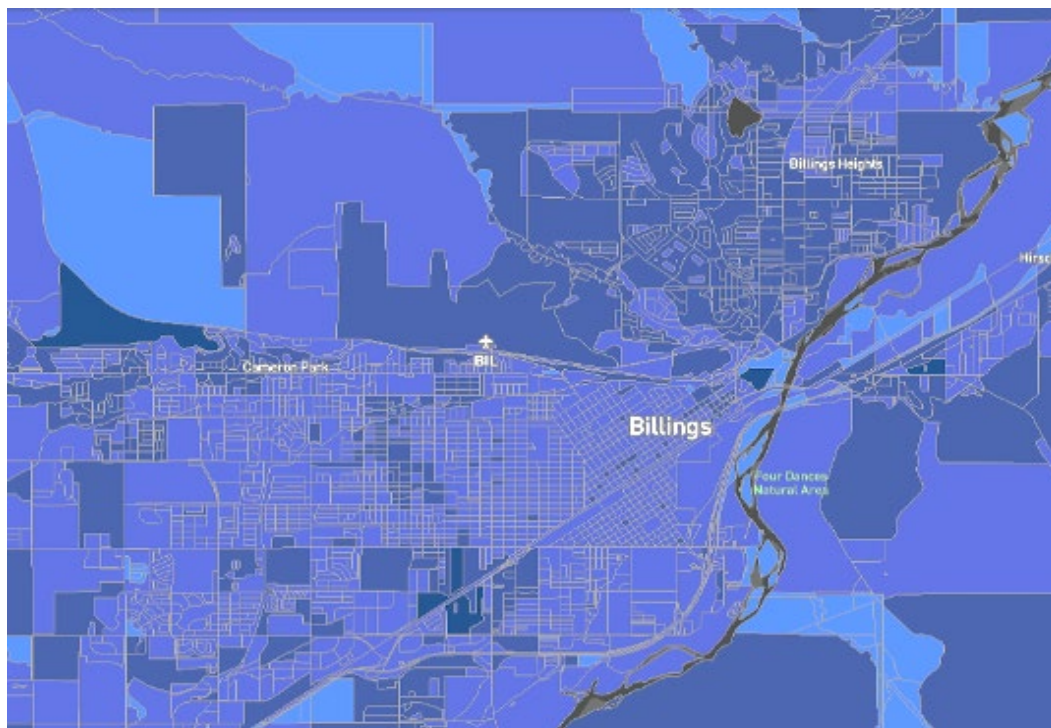 Billings Heights
Cameron Park
BIL
Billings
Four Dances
Natural Area